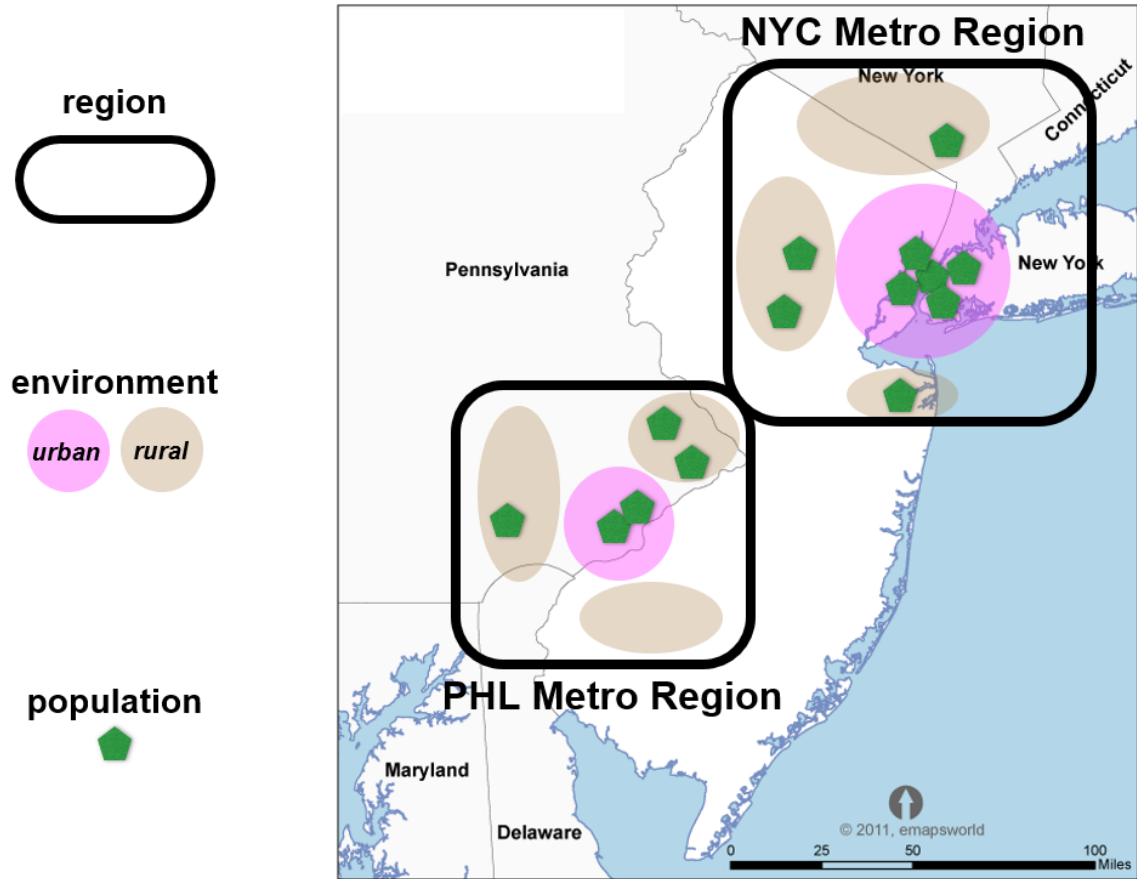 region
environment
urban
rural
population
NYC Metro Region
New York
Connecticut
Pennsylvania
New York
PHL Metro Region
Maryland
Delaware
© 2011, emapsworld
0 25 50 100
Miles